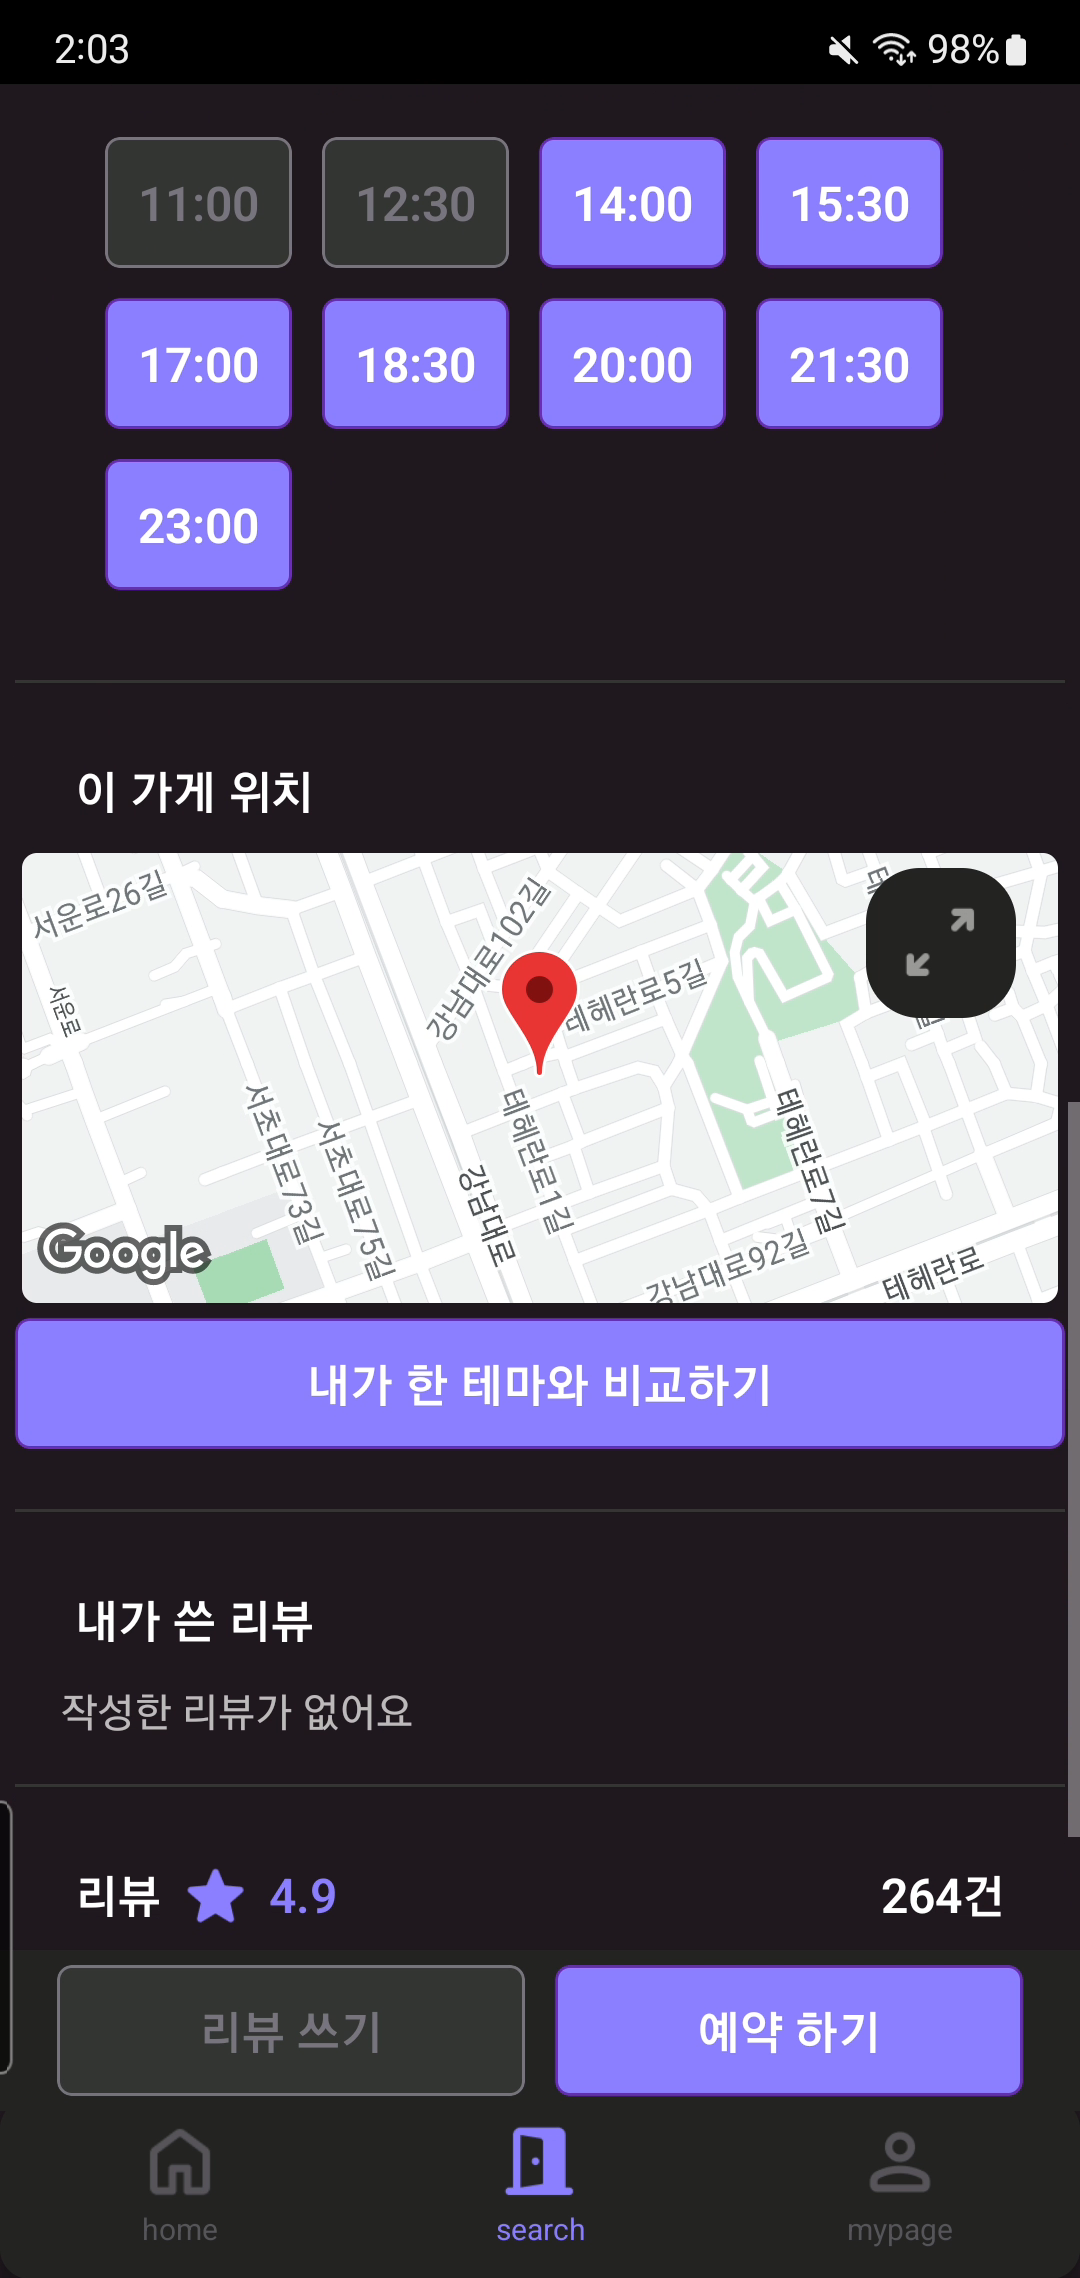 2:03
98%
11:00 12:30 14:00 15:30
17:00 18:30 20:00 21:30
23:00
이 가게 위치
서운로26길
강남대로102길
테헤란로5길
서운로
서초대로73길
서초대로75길
강남대로
테헤란로1길
테헤란로7길
강남대로92길
테헤란로
Google
내가 한 테마와 비교하기
내가 쓴 리뷰
작성한 리뷰가 없어요
리뷰 4.9 264건
리뷰 쓰기 예약 하기
home search mypage